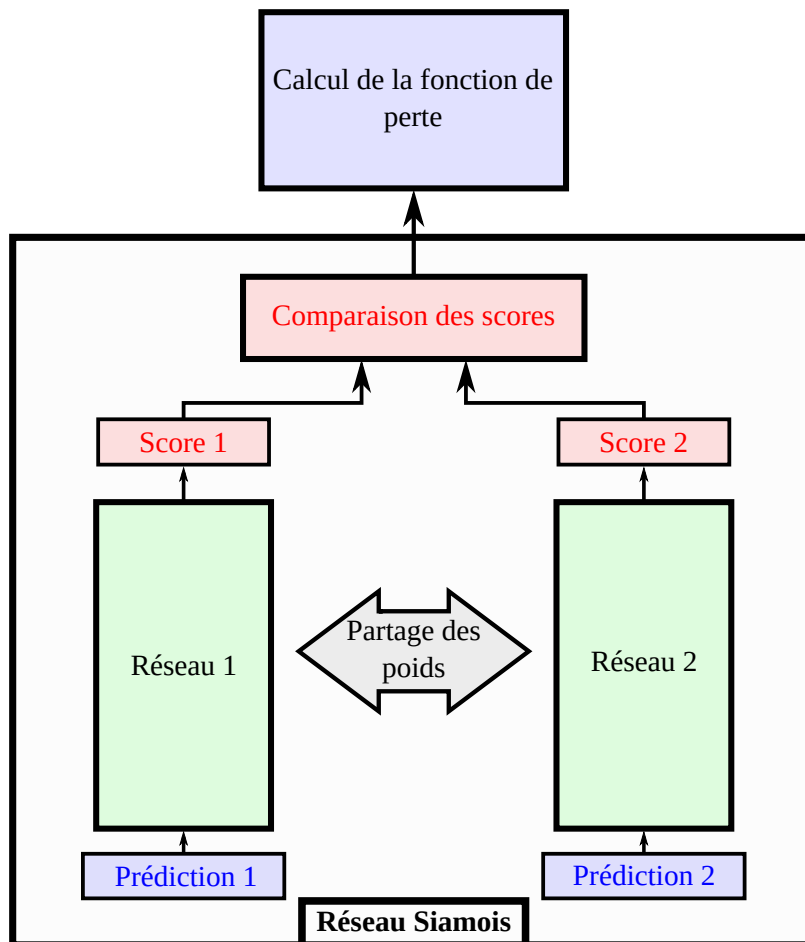 Calcul de la fonction de
perte
Comparaison des scores
Score 1
Score 2
Réseau 1
Partage des
poids
Réseau 2
Prédiction 1
Prédiction 2
Réseau Siamois